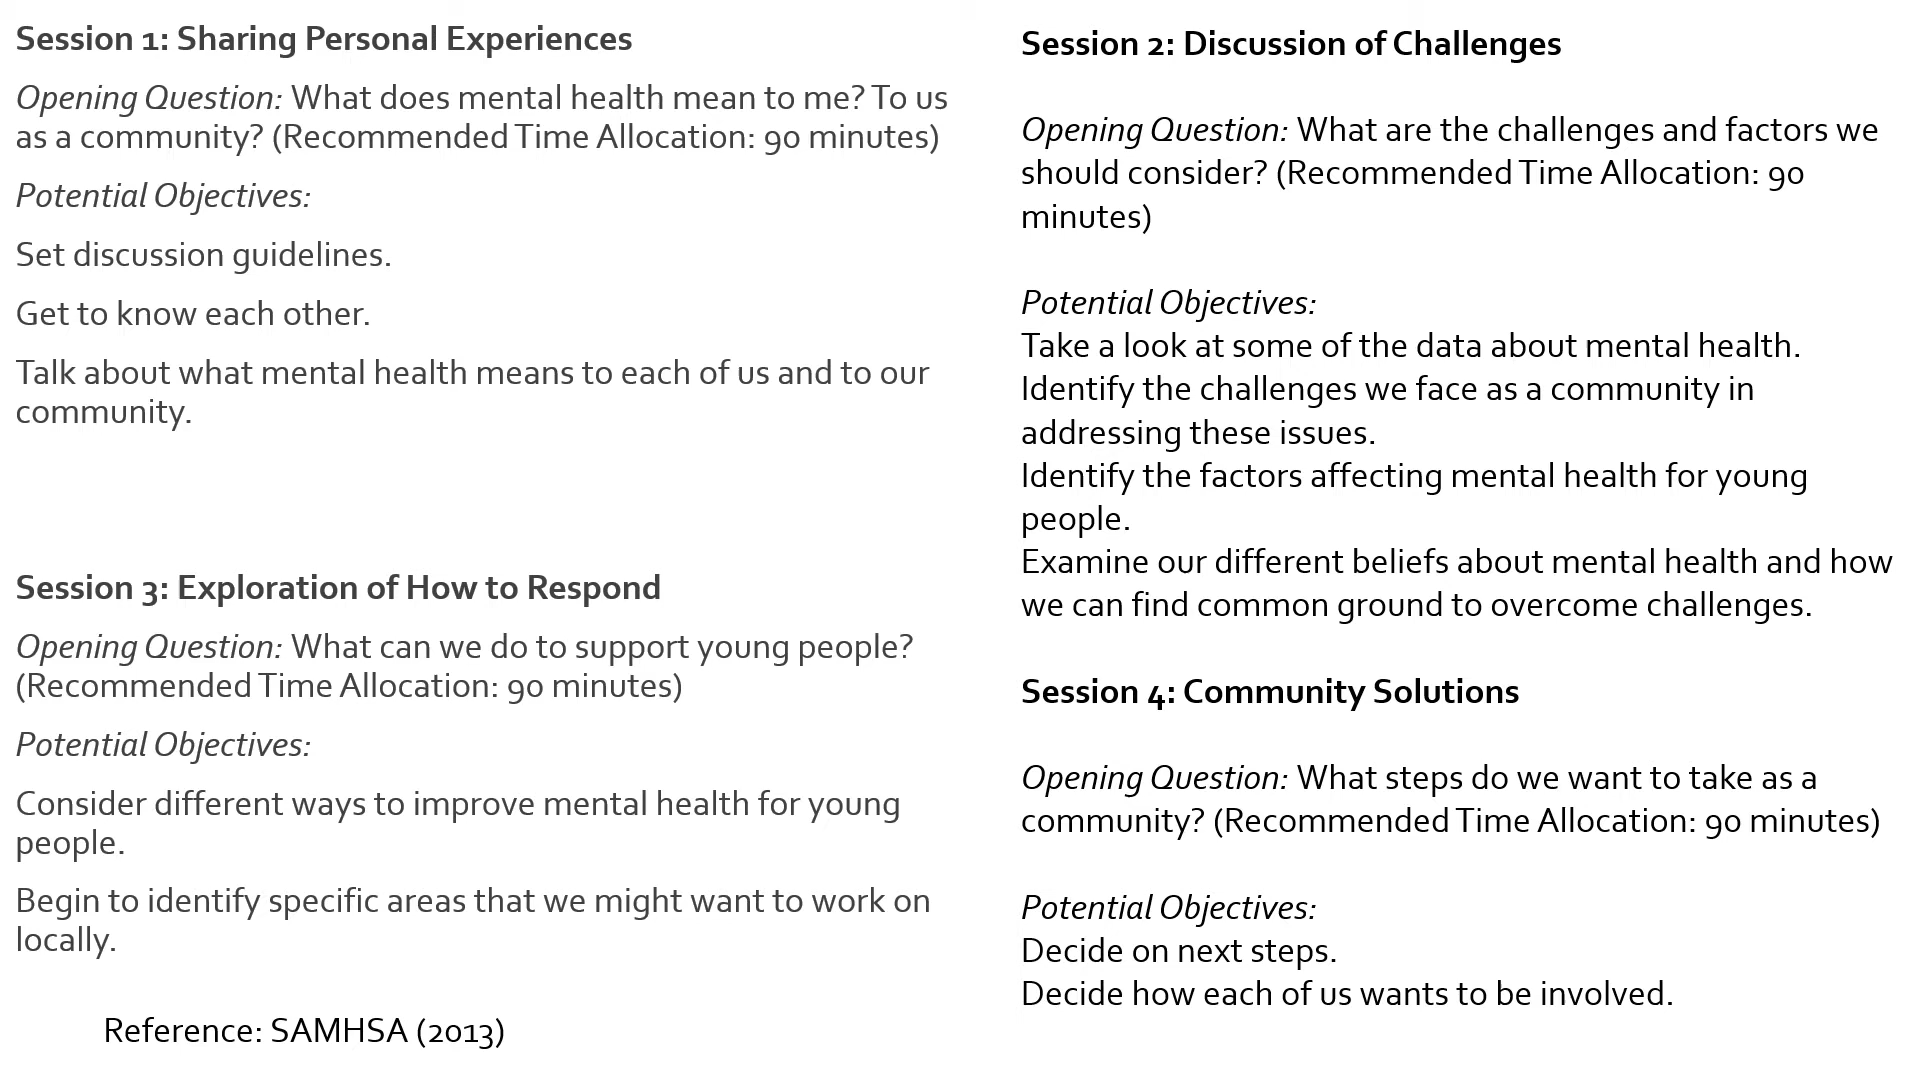 Session 1: Sharing Personal Experiences
Opening Question: What does mental health mean to me? To us
as a community? (Recommended Time Allocation: 90 minutes)
Potential Objectives:
Set discussion guidelines.
Get to know each other.
Talk about what mental health means to each of us and to our
community.
Session 2: Discussion of Challenges
Opening Question: What are the challenges and factors we
should consider? (Recommended Time Allocation: 90
minutes)
Potential Objectives:
Take a look at some of the data about mental health.
Identify the challenges we face as a community in
addressing these issues.
Identify the factors affecting mental health for young
people.
Examine our different beliefs about mental health and how
we can find common ground to overcome challenges.
Session 3: Exploration of How to Respond
Opening Question: What can we do to support young people?
(Recommended Time Allocation: 90 minutes)
Potential Objectives:
Consider different ways to improve mental health for young
people.
Begin to identify specific areas that we might want to work on
locally.
Session 4: Community Solutions
Opening Question: What steps do we want to take as a
community? (Recommended Time Allocation: 90 minutes)
Potential Objectives:
Decide on next steps.
Decide how each of us wants to be involved.
Reference: SAMHSA (2013)